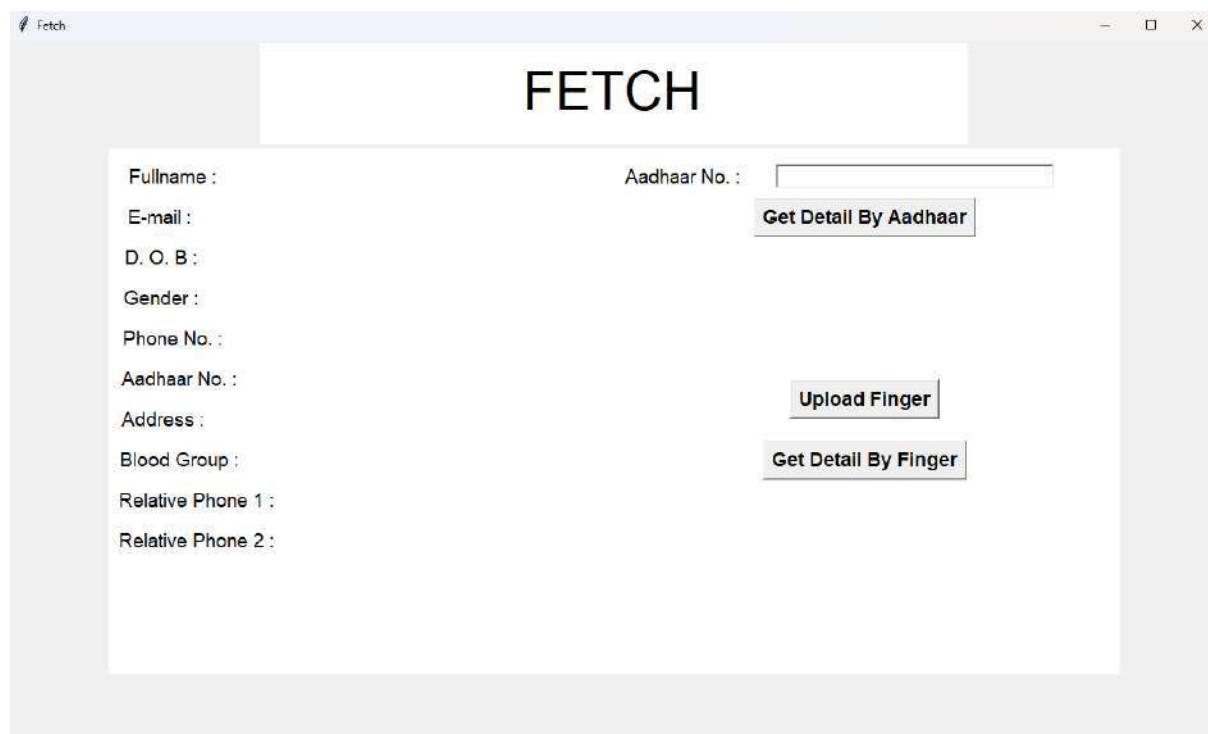 Fetch
FETCH
Fullname :
Aadhaar No. :
E-mail :
Get Detail By Aadhaar
D. O. B :
Gender :
Phone No. :
Aadhaar No. :
Upload Finger
Address :
Blood Group :
Get Detail By Finger
Relative Phone 1 :
Relative Phone 2 :